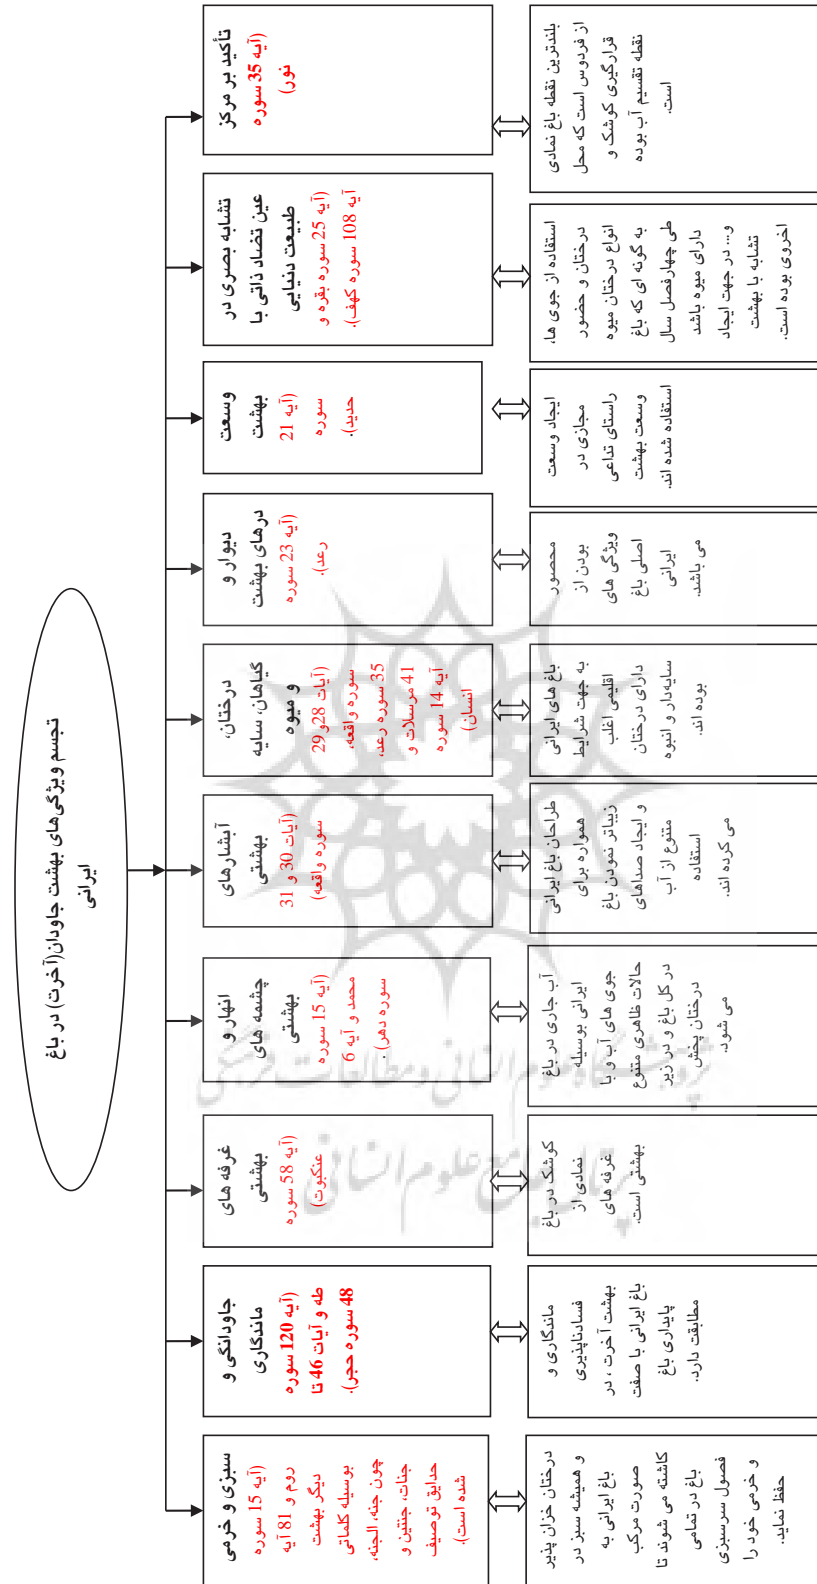 تجسم ویژگی‌های بهشت جاودان(آخرت) در باغ
ایرانی
تأکید بر مرکز
(آیه 35 سوره
نور)
تشابه بصری در
عین تضاد ذاتی با
طبیعت دنیایی
(آیه 25 سوره بقره و
آیه 108 سوره کهف).
وسعت
بهشت
(آیه 21
سوره
حدید).
دیوار و
درهای بهشت
(آیه 23 سوره
رعد).
درختان،
گیاهان، سایه
و میوه
(آیات 28و29
سوره واقعه،
35 سوره رعد،
41 مرسلات و
آیه 14 سوره
انسان)
آبشارهای
بهشتی
(آیات 30 و 31
سوره واقعه)
انهار و
چشمه های
بهشتی
(آیه 15 سوره
محمد و آیه 6
سوره دهر).
غرفه های
بهشتی
(آیه 58 سوره
عنکبوت)
جاودانگی و
ماندگاری
(آیه 120 سوره
طه و آیات 46 تا
48 سوره حجر).
سبزی و خرمی
(آیه 15 سوره
روم و 81 آیه
دیگر بهشت
بوسیله کلماتی
چون جنه، الجنه،
جنات، جنتین و
حدایق توصیف
شده است).
بلندترین نقطه باغ نمادی
از فردوس است که محل
قرارگیری کوشک و
نقطه تقسیم آب بوده
است.
استفاده از جوی ها،
درختان و حضور
انواع درختان میوه
به گونه ای که باغ
طی چهارفصل سال
دارای میوه باشد
و... در جهت ایجاد
تشابه با بهشت
اخروی بوده است.
ایجاد وسعت
مجازی در
راستای تداعی
وسعت بهشت
استفاده شده اند.
محصور
بودن از
ویژگی های
اصلی باغ
ایرانی
می باشد.
باغ های ایرانی
به جهت شرایط
اقلیمی اغلب
دارای درختان
سایه‌دار و انبوه
بوده اند.
طراحان باغ ایرانی
همواره برای
زیباتر نمودن باغ
و ایجاد صداهای
متنوع از آب
استفاده
می کرده اند.
آب جاری در باغ
ایرانی بوسیله
جوی های آب و با
حالات ظاهری متنوع
در کل باغ و در زیر
درختان پخش
می شود.
کوشک در باغ
نمادی از
غرفه های
بهشتی است.
ماندگاری و
فسادناپذیری
بهشت آخرت ، در
باغ ایرانی با صفت
پایداری باغ
مطابقت دارد.
درختان خزان پذیر
و همیشه سبز در
باغ ایرانی به
صورت مرکب
کاشته می شوند تا
باغ در تمامی
فصول سرسبزی
و خرمی خود را
حفظ نماید.
پژوهشگاه علوم انسانی و مطالعات فرهنگی
پرتال جامع علوم انسانی